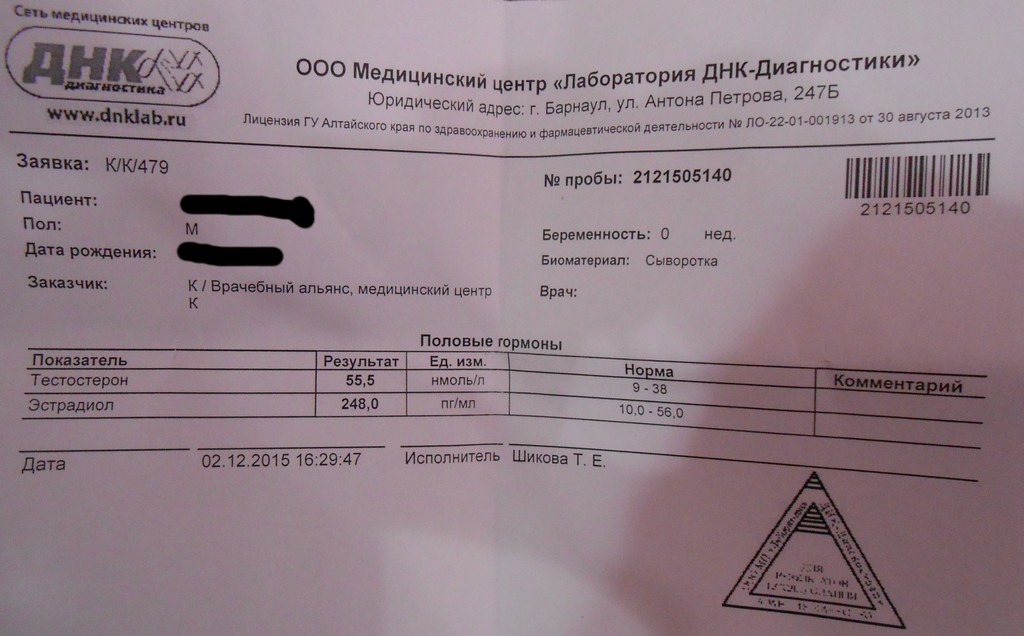 Сеть медицинских центров
ДНК
диагностика
www.dnklab.ru
ООО Медицинский центр «Лаборатория ДНК-Диагностики»
Юридический адрес: г. Барнаул, ул. Антона Петрова, 247Б
Лицензия ГУ Алтайского края по здравоохранению и фармацевтической деятельности № ЛО-22-01-001913 от 30 августа 2013
Заявка: К/К/479
Пациент:
Пол: М
Дата рождения:
Заказчик: К / Врачебный альянс, медицинский центр
К
№ пробы: 2121505140
2121505140
Беременность: 0 нед.
Биоматериал: Сыворотка
Врач:
Половые гормоны
Показатель Результат Ед. изм. Норма Комментарий
Тестостерон 55,5 нмоль/л 9 - 38
Эстрадиол 248,0 пг/мл 10,0 - 56,0
Дата 02.12.2015 16:29:47 Исполнитель Шикова Т. Е.
ДЛЯ